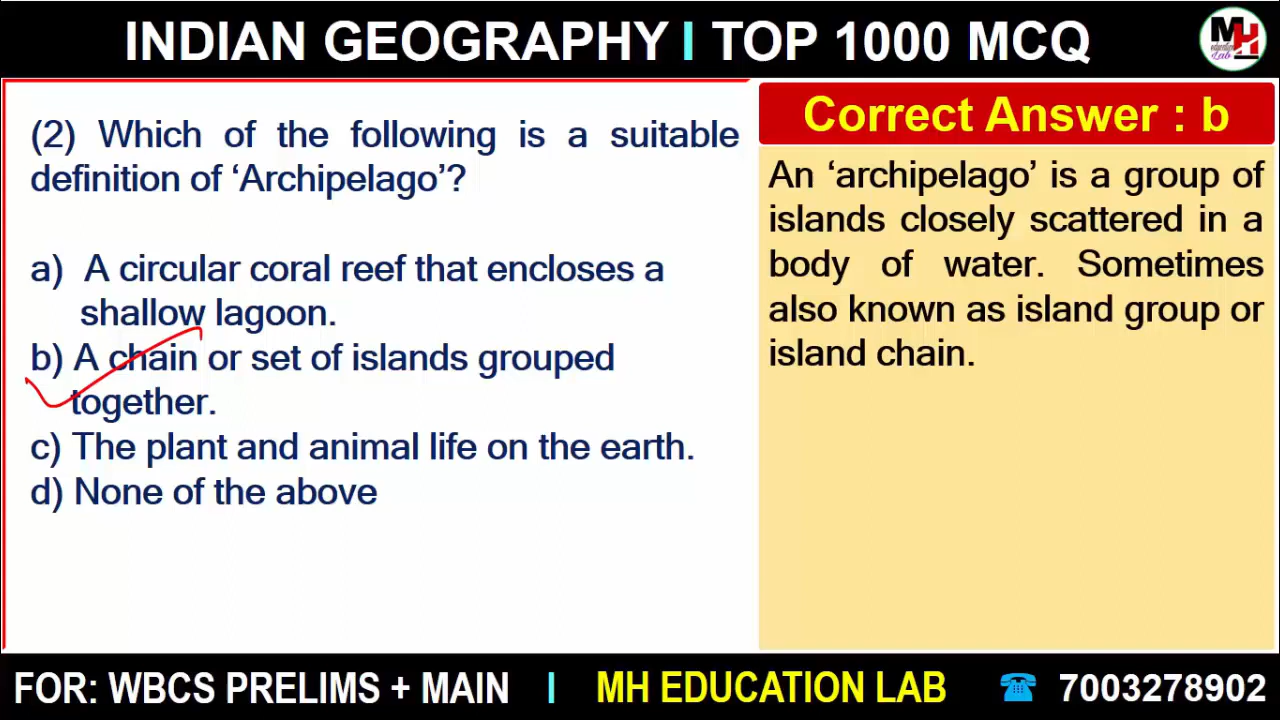 INDIAN GEOGRAPHY I TOP 1000 MCQ
MH
education
Lab
(2) Which of the following is a suitable
definition of ‘Archipelago’?
a) A circular coral reef that encloses a
shallow lagoon.
b) A chain or set of islands grouped
together.
c) The plant and animal life on the earth.
d) None of the above
Correct Answer : b
An ‘archipelago’ is a group of
islands closely scattered in a
body of water. Sometimes
also known as island group or
island chain.
FOR: WBCS PRELIMS + MAIN I MH EDUCATION LAB ☎ 7003278902